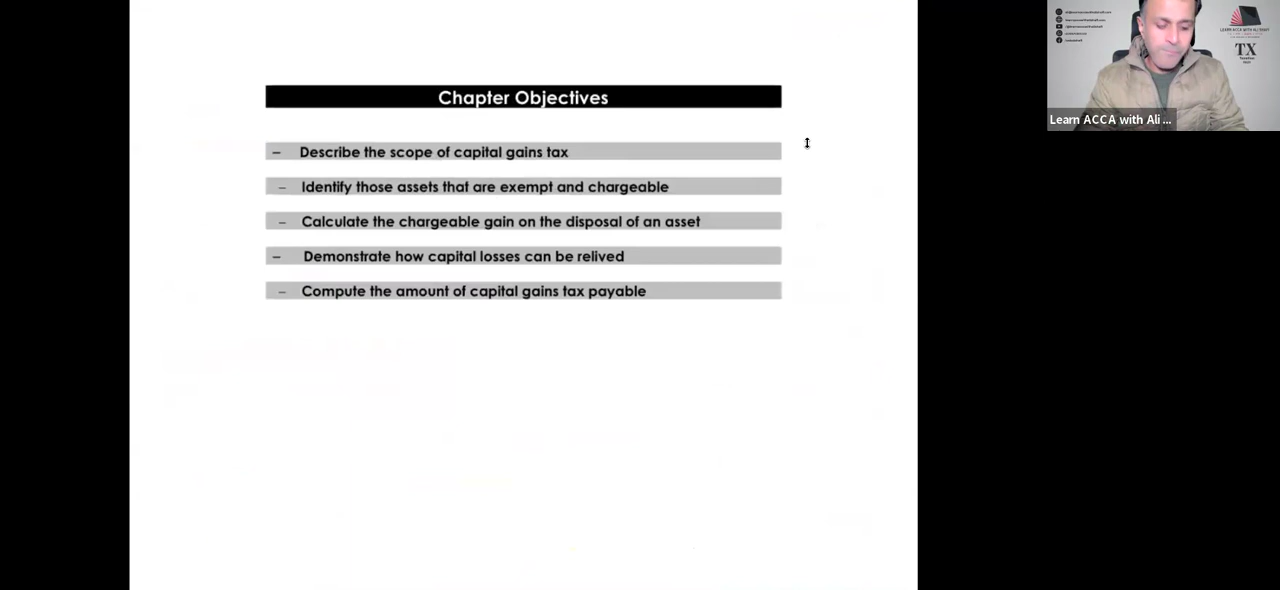 Chapter Objectives
– Describe the scope of capital gains tax
– Identify those assets that are exempt and chargeable
– Calculate the chargeable gain on the disposal of an asset
– Demonstrate how capital losses can be relived
– Compute the amount of capital gains tax payable
TX
Learn ACCA with Ali ...